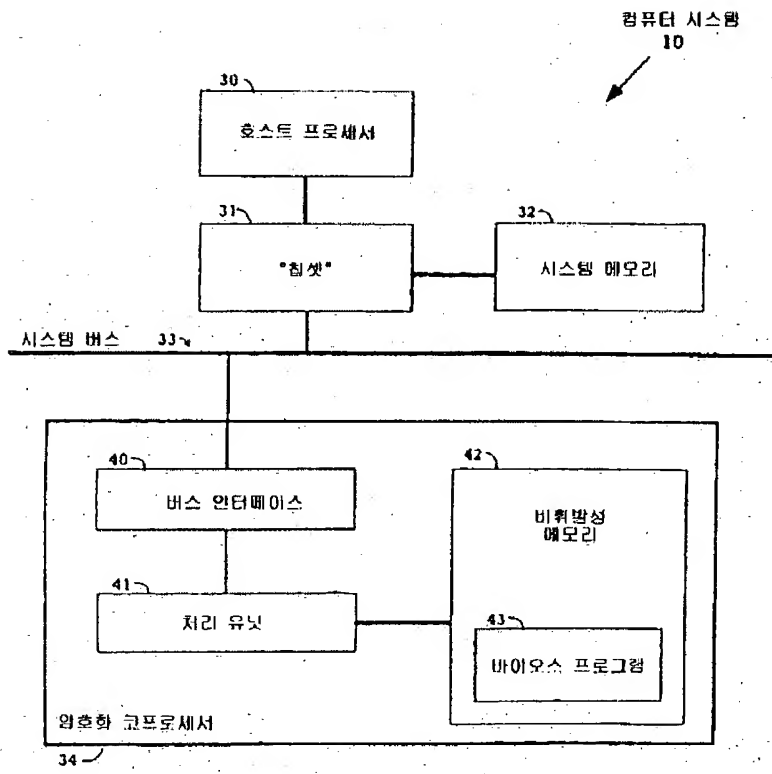 컴퓨터 시스템
10
30
호스트 프로세서
31
"칩셋"
32
시스템 메모리
시스템 버스 33
40
버스 인터페이스
41
처리 유닛
42
비휘발성
메모리
43
바이오스 프로그램
암호화 코프로세서
34